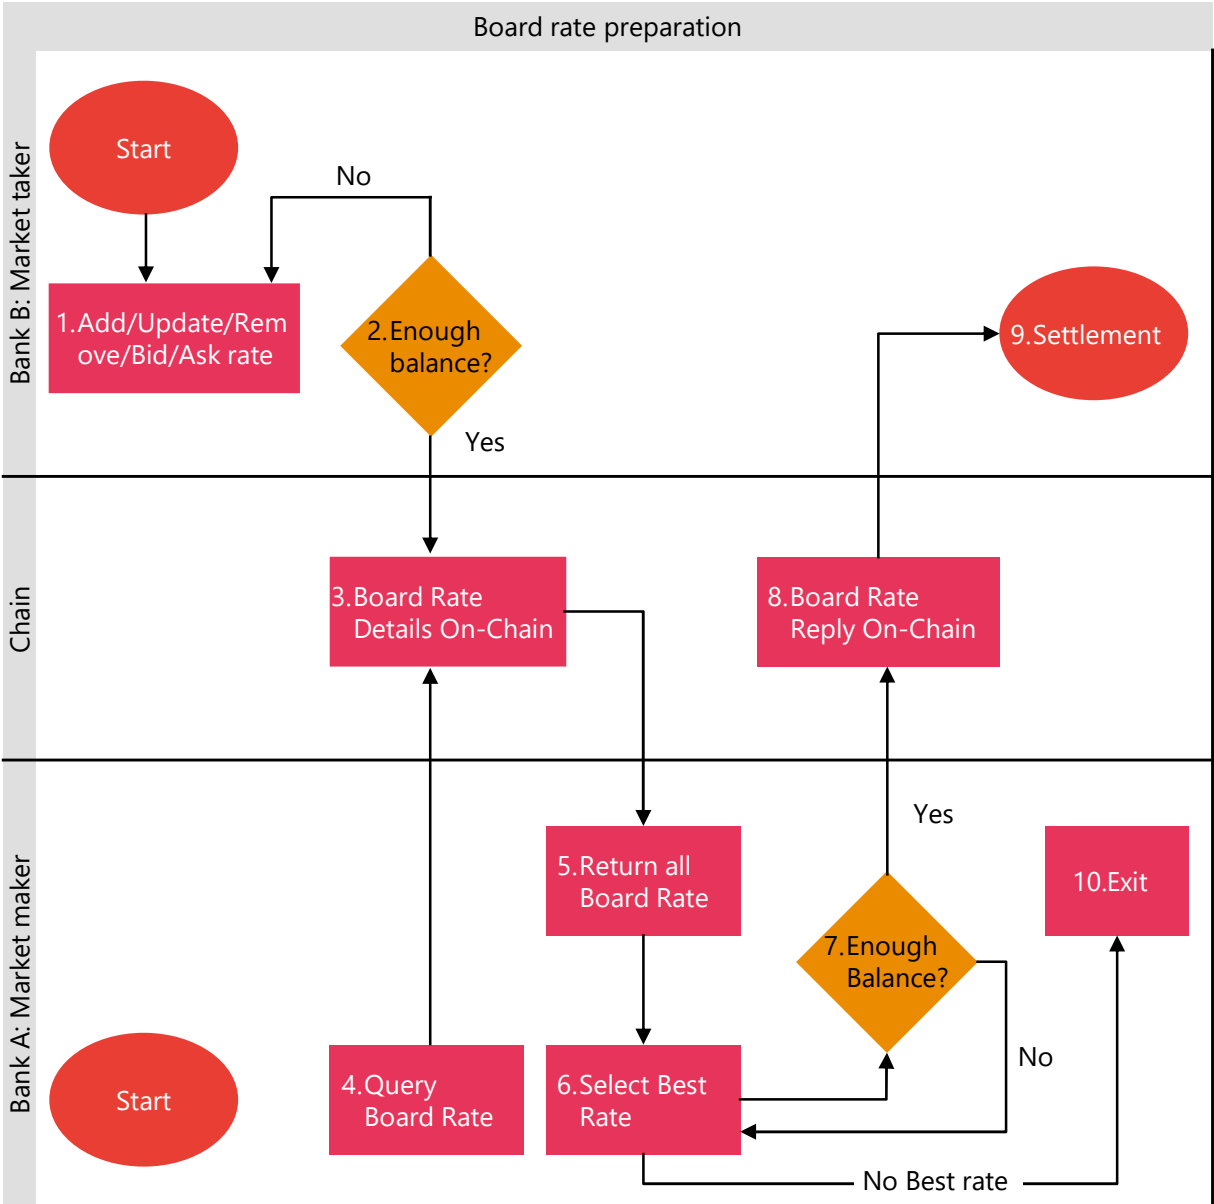 Board rate preparation
Bank B: Market taker
Start
No
1.Add/Update/Rem
ove/Bid/Ask rate
2.Enough
balance?
Yes
9.Settlement
Chain
3.Board Rate
Details On-Chain
8.Board Rate
Reply On-Chain
Bank A: Market maker
Yes
5.Return all
Board Rate
10.Exit
7.Enough
Balance?
No
Start
4.Query
Board Rate
6.Select Best
Rate
No Best rate